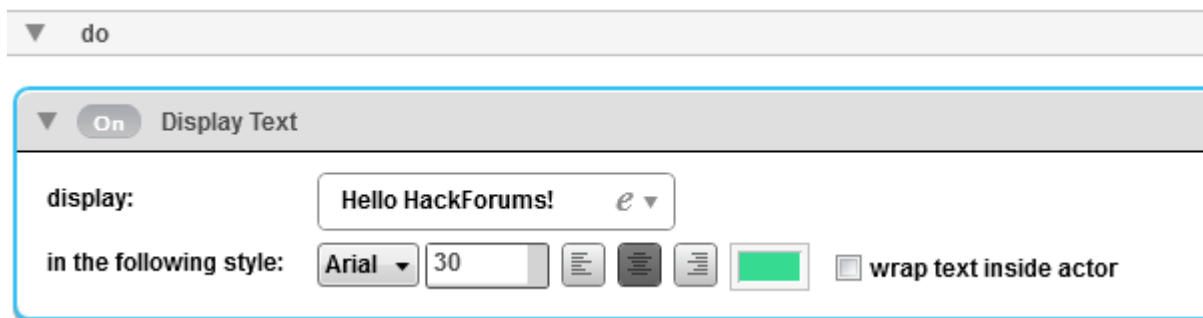 do
On Display Text
display: Hello HackForums! e
in the following style: Arial 30 wrap text inside actor